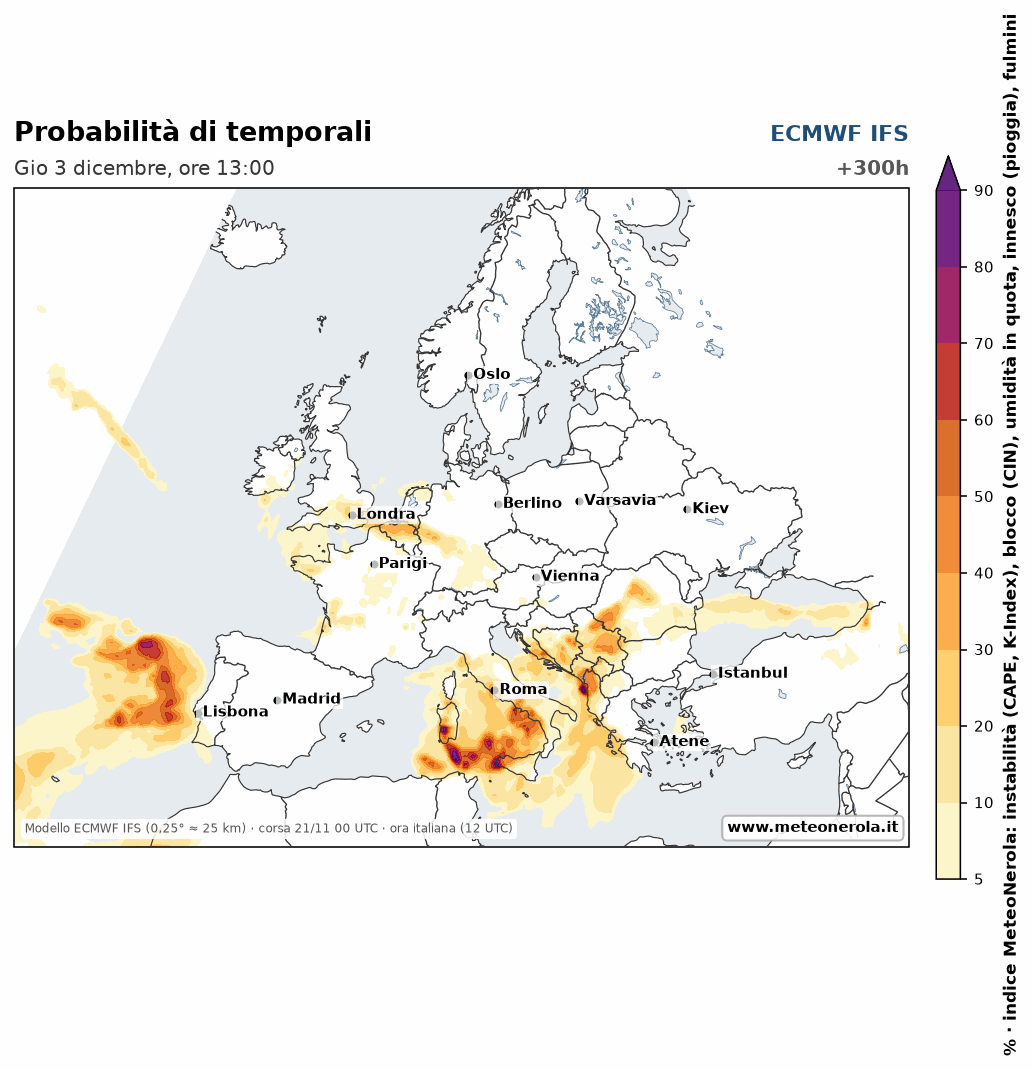 Probabilità di temporali
ECMWF IFS
Gio 3 dicembre, ore 13:00
+300h
Oslo
Berlino
Varsavia
Kiev
Londra
Parigi
Vienna
Istanbul
Madrid
Roma
Lisbona
Atene
Modello ECMWF IFS (0,25° ≈ 25 km) · corsa 21/11 00 UTC · ora italiana (12 UTC)
www.meteonerola.it
90
80
70
60
50
40
30
20
10
5
% · indice MeteoNerola: instabilità (CAPE, K-Index), blocco (CIN), umidità in quota, innesco (pioggia), fulmini